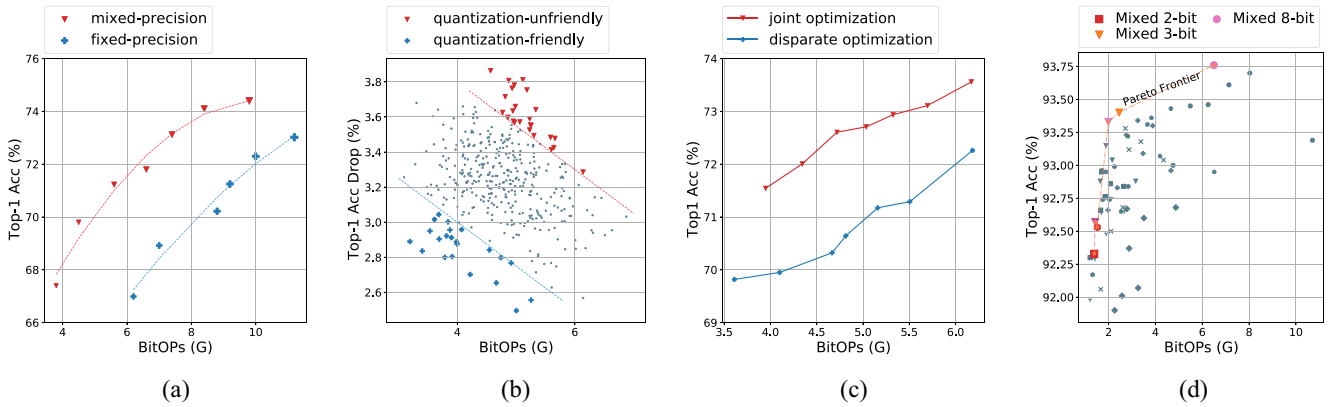 mixed-precision
fixed-precision
76
74
72
70
68
66
Top-1 Acc (%)
4 6 8 10
BitOPs (G)
(a)
quantization-unfriendly
quantization-friendly
3.8
3.6
3.4
3.2
3.0
2.8
2.6
Top-1 Acc Drop (%)
4 6
BitOPs (G)
(b)
joint optimization
disparate optimization
74
73
72
71
70
69
Top1 Acc (%)
3.5 4.0 4.5 5.0 5.5 6.0
BitOPs (G)
(c)
Mixed 2-bit Mixed 8-bit
Mixed 3-bit
93.75
93.50
93.25
93.00
92.75
92.50
92.25
92.00
Top-1 Acc (%)
Pareto Frontier
2 4 6 8 10
BitOPs (G)
(d)